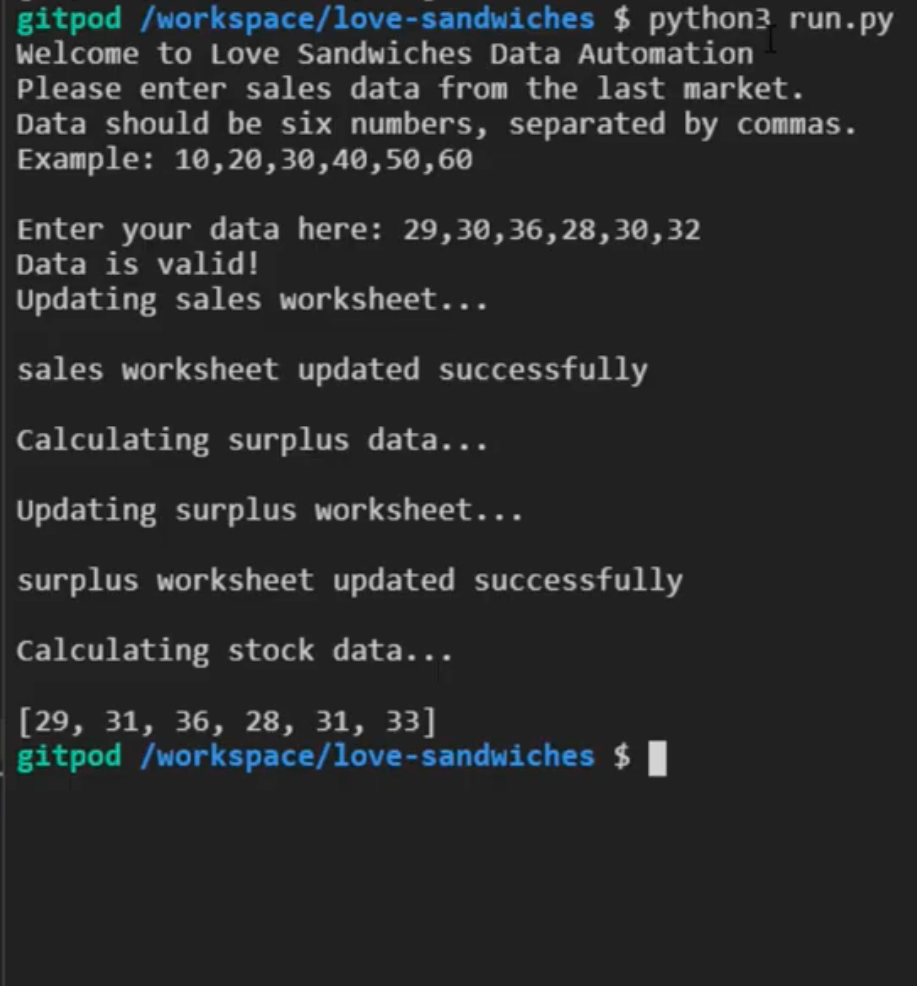 gitpod /workspace/love-sandwiches $ python3 run.py
Welcome to Love Sandwiches Data Automation
Please enter sales data from the last market.
Data should be six numbers, separated by commas.
Example: 10,20,30,40,50,60
Enter your data here: 29,30,36,28,30,32
Data is valid!
Updating sales worksheet...
sales worksheet updated successfully
Calculating surplus data...
Updating surplus worksheet...
surplus worksheet updated successfully
Calculating stock data...
[29, 31, 36, 28, 31, 33]
gitpod /workspace/love-sandwiches $